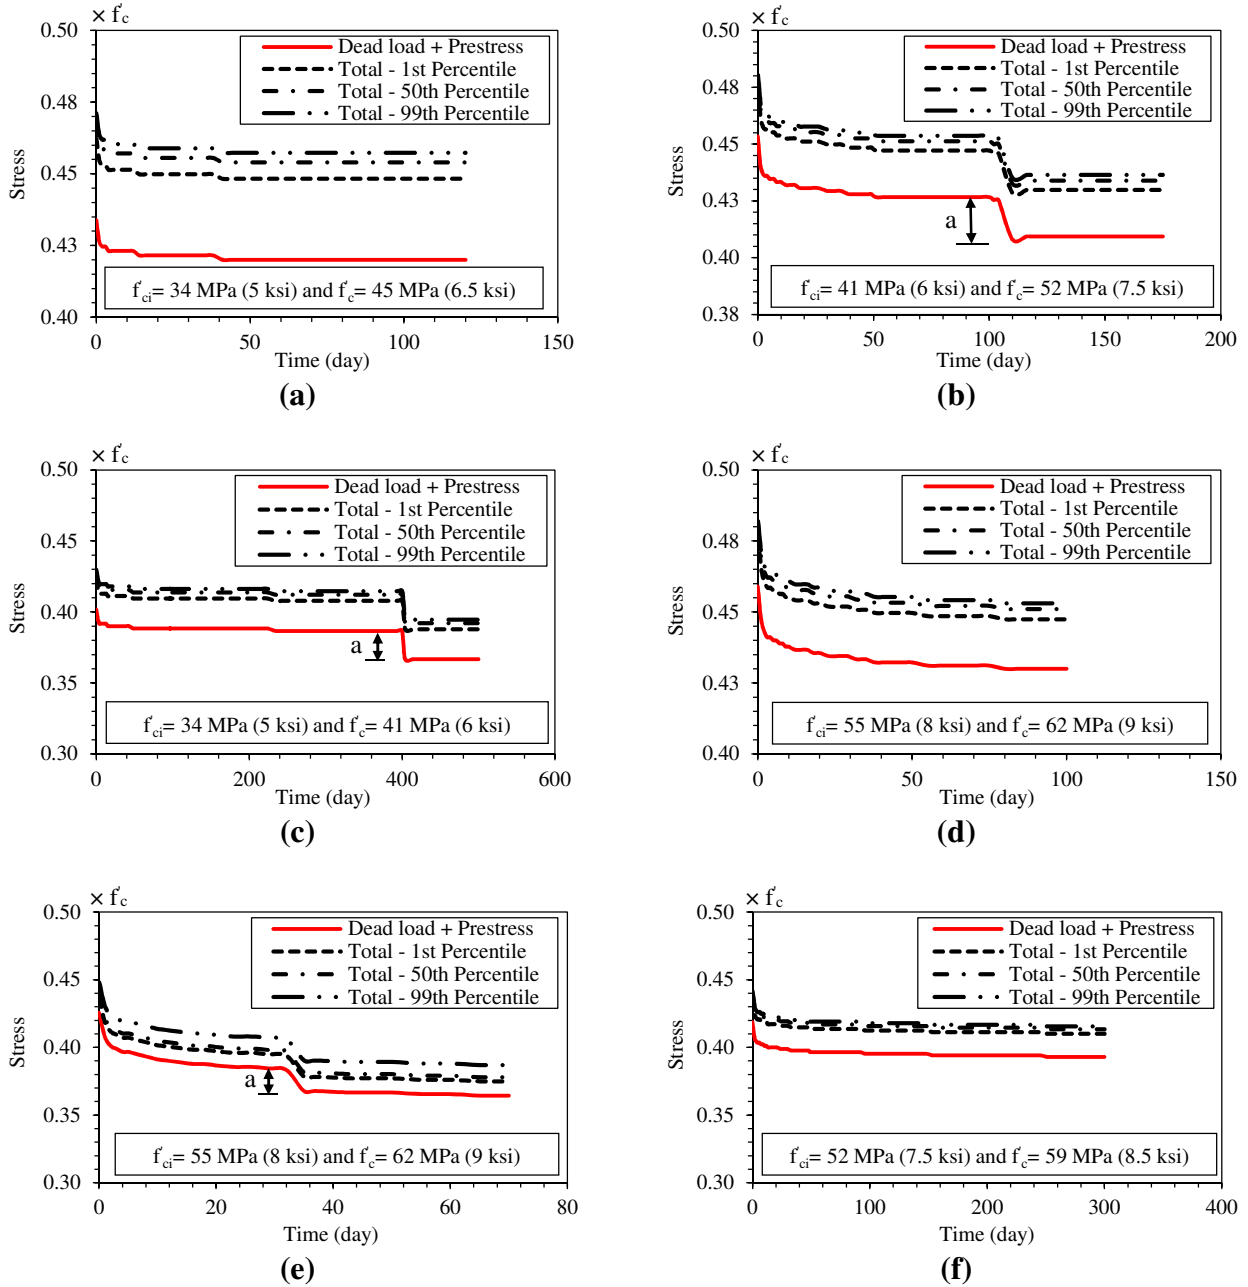 × f'c
0.50
0.48
0.45
0.43
0.40
Stress
Dead load + Prestress
Total - 1st Percentile
Total - 50th Percentile
Total - 99th Percentile
f'ci= 34 MPa (5 ksi) and f'c= 45 MPa (6.5 ksi)
0 50 100 150
Time (day)
(a)
× f'c
0.50
0.48
0.45
0.43
0.40
0.38
Stress
Dead load + Prestress
Total - 1st Percentile
Total - 50th Percentile
Total - 99th Percentile
a
f'ci= 41 MPa (6 ksi) and f'c= 52 MPa (7.5 ksi)
0 50 100 150 200
Time (day)
(b)
× f'c
0.50
0.45
0.40
0.35
0.30
Stress
Dead load + Prestress
Total - 1st Percentile
Total - 50th Percentile
Total - 99th Percentile
a
f'ci= 34 MPa (5 ksi) and f'c= 41 MPa (6 ksi)
0 200 400 600
Time (day)
(c)
× f'c
0.50
0.48
0.45
0.43
0.40
Stress
Dead load + Prestress
Total - 1st Percentile
Total - 50th Percentile
Total - 99th Percentile
f'ci= 55 MPa (8 ksi) and f'c= 62 MPa (9 ksi)
0 50 100 150
Time (day)
(d)
× f'c
0.50
0.45
0.40
0.35
0.30
Stress
Dead load + Prestress
Total - 1st Percentile
Total - 50th Percentile
Total - 99th Percentile
a
f'ci= 55 MPa (8 ksi) and f'c= 62 MPa (9 ksi)
0 20 40 60 80
Time (day)
(e)
× f'c
0.50
0.45
0.40
0.35
0.30
Stress
Dead load + Prestress
Total - 1st Percentile
Total - 50th Percentile
Total - 99th Percentile
f'ci= 52 MPa (7.5 ksi) and f'c= 59 MPa (8.5 ksi)
0 100 200 300 400
Time (day)
(f)